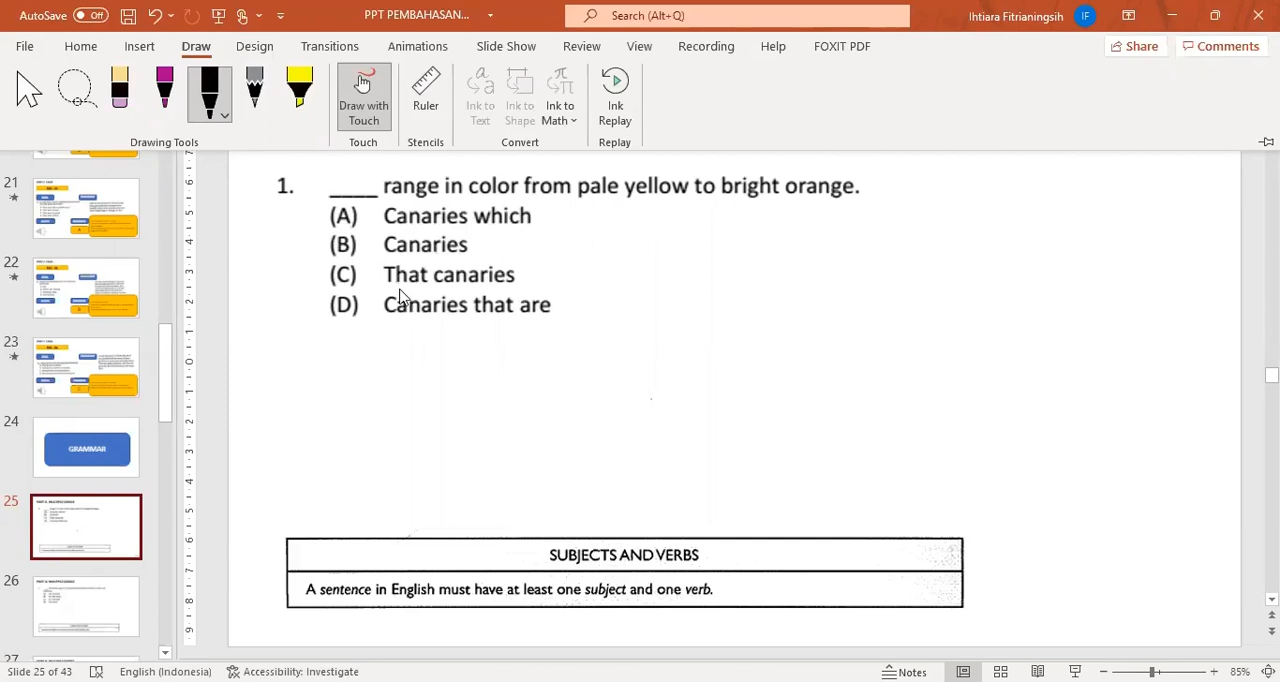 AutoSave Off PPT PEMBAHASAN... Search (Alt+Q) Ihtiara Fitrianingsih IF
File Home Insert Draw Design Transitions Animations Slide Show Review View Recording Help FOXIT PDF Share Comments
Draw with Touch Ruler Ink to Text Ink to Shape Ink to Math Ink Replay
Drawing Tools Touch Stencils Convert Replay
21
22
23
24
GRAMMAR
25
26
27
1. ____ range in color from pale yellow to bright orange.
(A) Canaries which
(B) Canaries
(C) That canaries
(D) Canaries that are
SUBJECTS AND VERBS
A sentence in English must have at least one subject and one verb.
Slide 25 of 43 English (Indonesia) Accessibility: Investigate Notes 85%